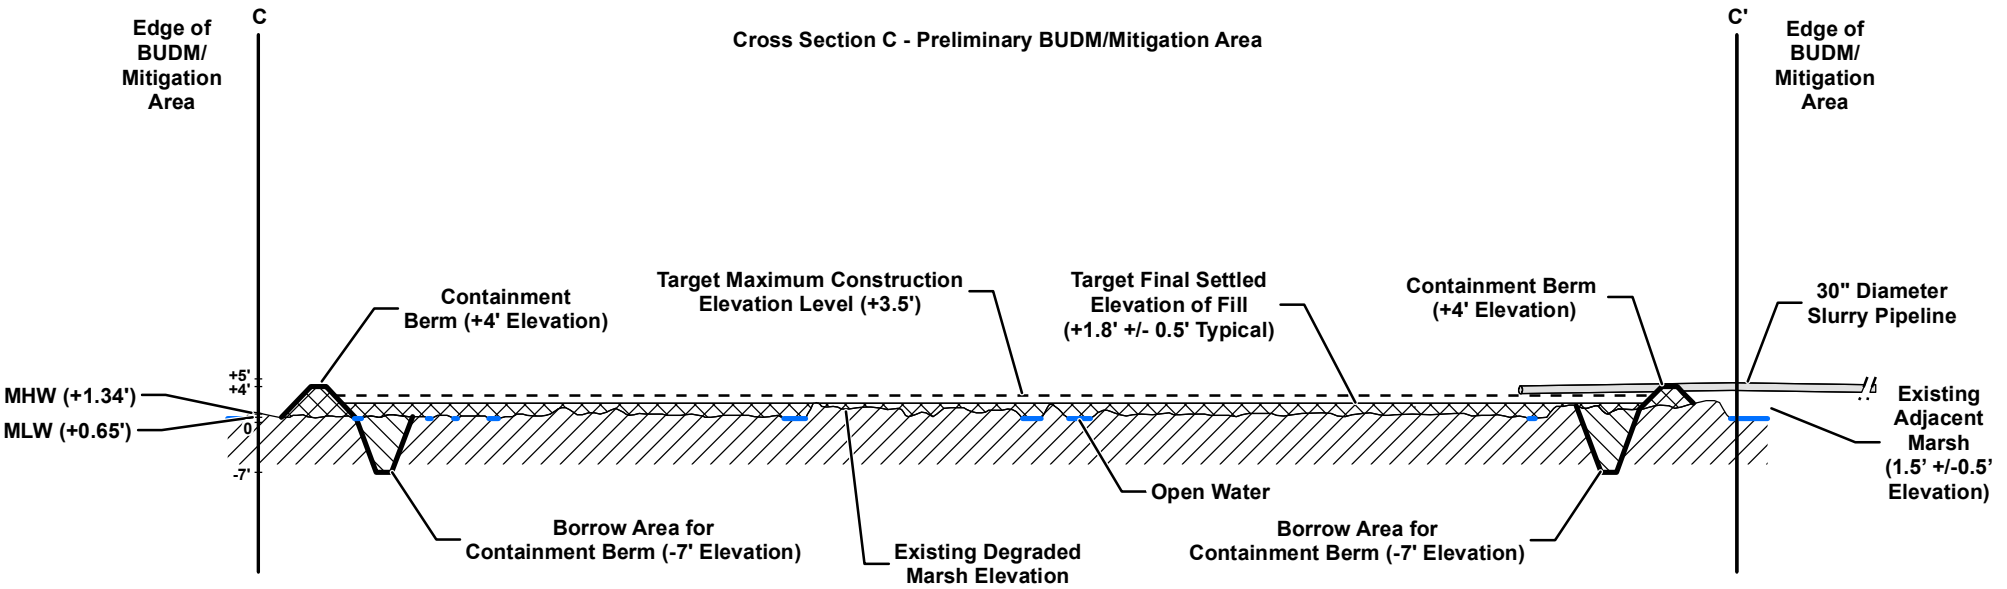 C
C'
Edge of
BUDM/
Mitigation
Area
Cross Section C - Preliminary BUDM/Mitigation Area
Edge of
BUDM/
Mitigation
Area
Containment
Berm (+4' Elevation)
Target Maximum Construction
Elevation Level (+3.5')
Target Final Settled
Elevation of Fill
(+1.8' +/- 0.5' Typical)
Containment Berm
(+4' Elevation)
30" Diameter
Slurry Pipeline
MHW (+1.34')
MLW (+0.65')
+5'
+4'
0
-7'
Existing
Adjacent
Marsh
(1.5’ +/-0.5’
Elevation)
Open Water
Borrow Area for
Containment Berm (-7' Elevation)
Existing Degraded
Marsh Elevation
Borrow Area for
Containment Berm (-7' Elevation)